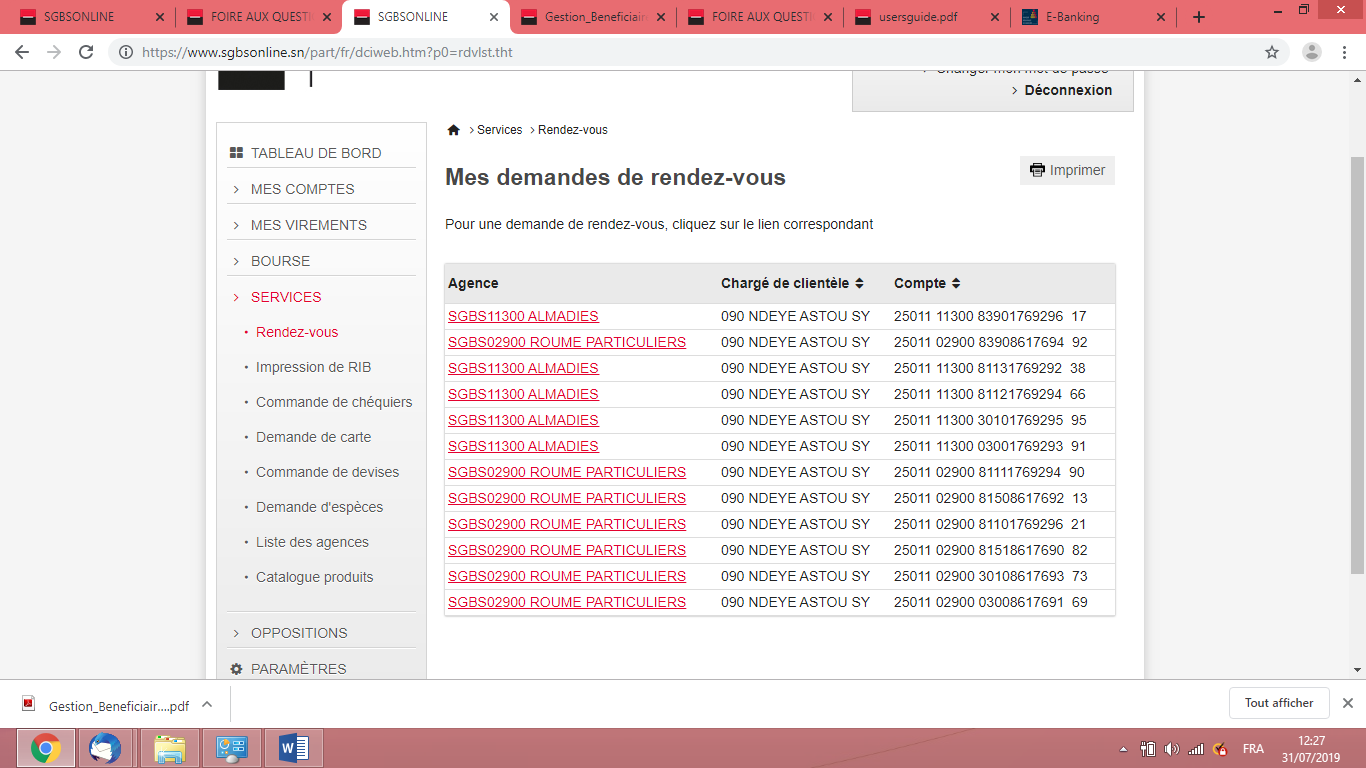 SGBSONLINE
FOIRE AUX QUESTI
SGBSONLINE
Gestion_Beneficiair
FOIRE AUX QUESTI
usersguide.pdf
E-Banking
https://www.sgbsonline.sn/part/fr/dciweb.htm?p0=rdvlst.tht
Changer mon mot de passe
Déconnexion
TABLEAU DE BORD
MES COMPTES
MES VIREMENTS
BOURSE
SERVICES
Rendez-vous
Impression de RIB
Commande de chéquiers
Demande de carte
Commande de devises
Demande d'espèces
Liste des agences
Catalogue produits
OPPOSITIONS
PARAMÈTRES
Services Rendez-vous
Mes demandes de rendez-vous
Imprimer
Pour une demande de rendez-vous, cliquez sur le lien correspondant
Agence Chargé de clientèle Compte
SGBS11300 ALMADIES 090 NDEYE ASTOU SY 25011 11300 83901769296 17
SGBS02900 ROUME PARTICULIERS 090 NDEYE ASTOU SY 25011 02900 83908617694 92
SGBS11300 ALMADIES 090 NDEYE ASTOU SY 25011 11300 81131769292 38
SGBS11300 ALMADIES 090 NDEYE ASTOU SY 25011 11300 81121769294 66
SGBS11300 ALMADIES 090 NDEYE ASTOU SY 25011 11300 30101769295 95
SGBS11300 ALMADIES 090 NDEYE ASTOU SY 25011 11300 03001769293 91
SGBS02900 ROUME PARTICULIERS 090 NDEYE ASTOU SY 25011 02900 81111769294 90
SGBS02900 ROUME PARTICULIERS 090 NDEYE ASTOU SY 25011 02900 81508617692 13
SGBS02900 ROUME PARTICULIERS 090 NDEYE ASTOU SY 25011 02900 81101769296 21
SGBS02900 ROUME PARTICULIERS 090 NDEYE ASTOU SY 25011 02900 81518617690 82
SGBS02900 ROUME PARTICULIERS 090 NDEYE ASTOU SY 25011 02900 30108617693 73
SGBS02900 ROUME PARTICULIERS 090 NDEYE ASTOU SY 25011 02900 03008617691 69
Gestion_Beneficiair....pdf
Tout afficher
FRA
12:27
31/07/2019